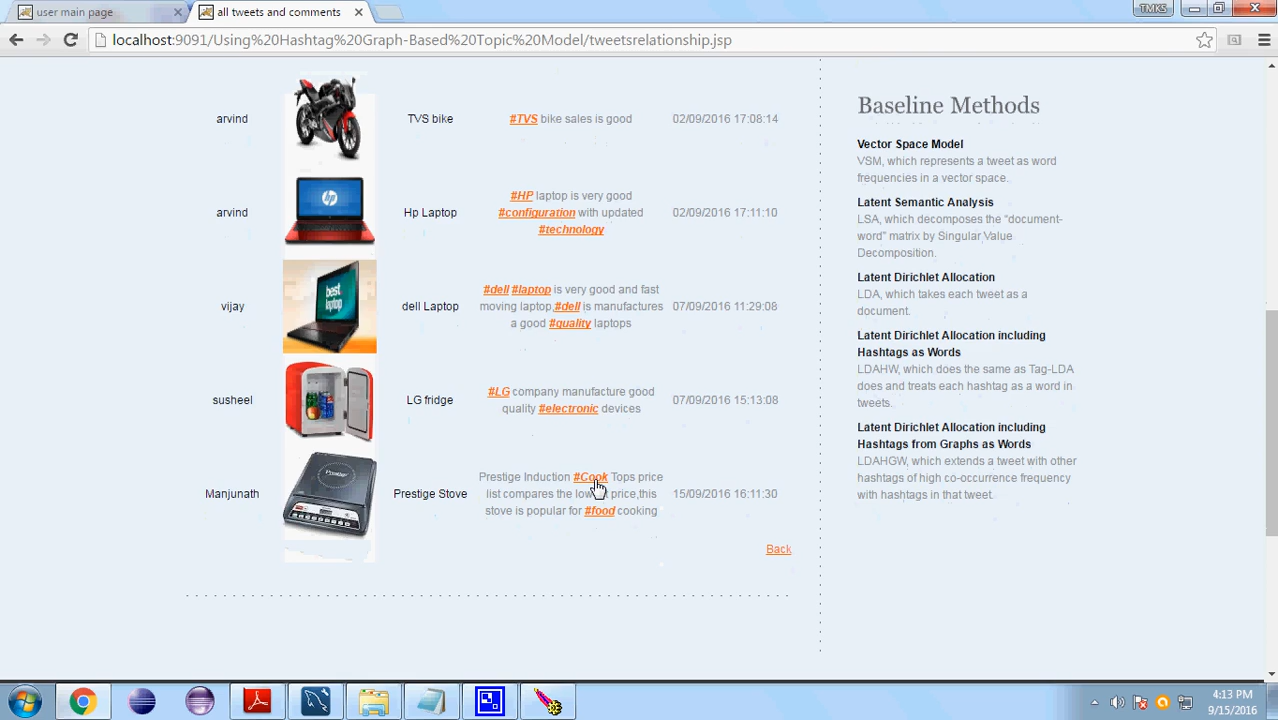 user main page
all tweets and comments
TMKS
localhost:9091/Using%20Hashtag%20Graph-Based%20Topic%20Model/tweetsrelationship.jsp
arvind
TVS bike
#TVS bike sales is good
02/09/2016 17:08:14
arvind
hp
Hp Laptop
#HP laptop is very good
#configuration with updated
#technology
02/09/2016 17:11:10
vijay
best
laptop
dell Laptop
#dell #laptop is very good and fast
moving laptop,#dell is manufactures
a good #quality laptops
07/09/2016 11:29:08
susheel
LG fridge
#LG company manufacture good
quality #electronic devices
07/09/2016 15:13:08
Manjunath
Prestige
Prestige Stove
Prestige Induction #Cook Tops price
list compares the lowest price,this
stove is popular for #food cooking
15/09/2016 16:11:30
Back
Baseline Methods
Vector Space Model
VSM, which represents a tweet as word
frequencies in a vector space.
Latent Semantic Analysis
LSA, which decomposes the "document-
word" matrix by Singular Value
Decomposition.
Latent Dirichlet Allocation
LDA, which takes each tweet as a
document.
Latent Dirichlet Allocation including
Hashtags as Words
LDAHW, which does the same as Tag-LDA
does and treats each hashtag as a word in
tweets.
Latent Dirichlet Allocation including
Hashtags from Graphs as Words
LDAHGW, which extends a tweet with other
hashtags of high co-occurence frequency
with hashtags in that tweet.
4:13 PM
9/15/2016